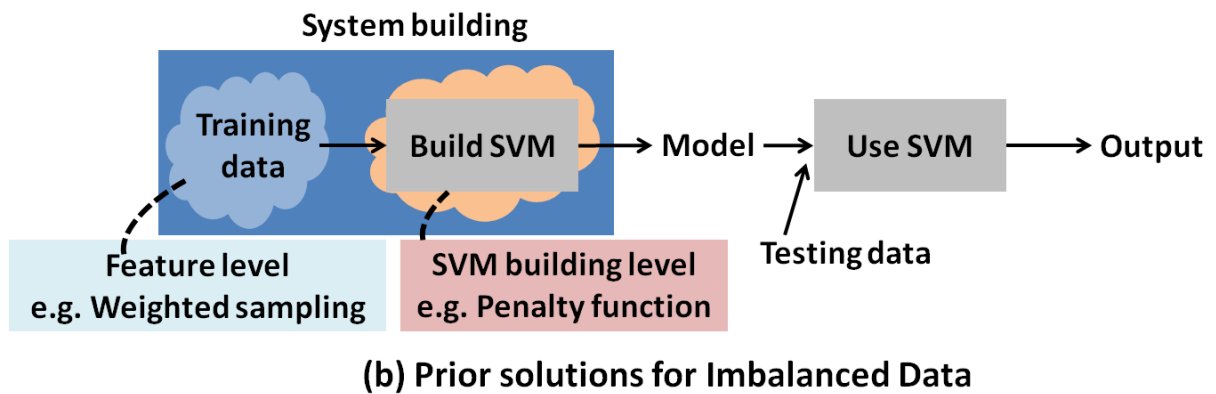 System building
Training
data
Build SVM
Model
Use SVM
Output
Testing data
Feature level
e.g. Weighted sampling
SVM building level
e.g. Penalty function
(b) Prior solutions for Imbalanced Data